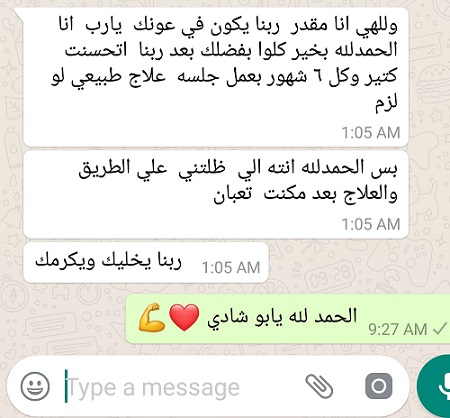 وللهي انا مقدر ربنا يكون في عونك يارب انا
الحمدلله بخير كلوا بفضلك بعد ربنا اتحسنت
كتير وكل ٦ شهور بعمل جلسه علاج طبيعي لو
لزم
1:05 AM
بس الحمدلله انته الي ظلتني علي الطريق
والعلاج بعد مكنت تعبان
1:05 AM
ربنا يخليك ويكرمك 1:05 AM
الحمد لله يابو شادي ❤️ 💪 9:27 AM
Type a message